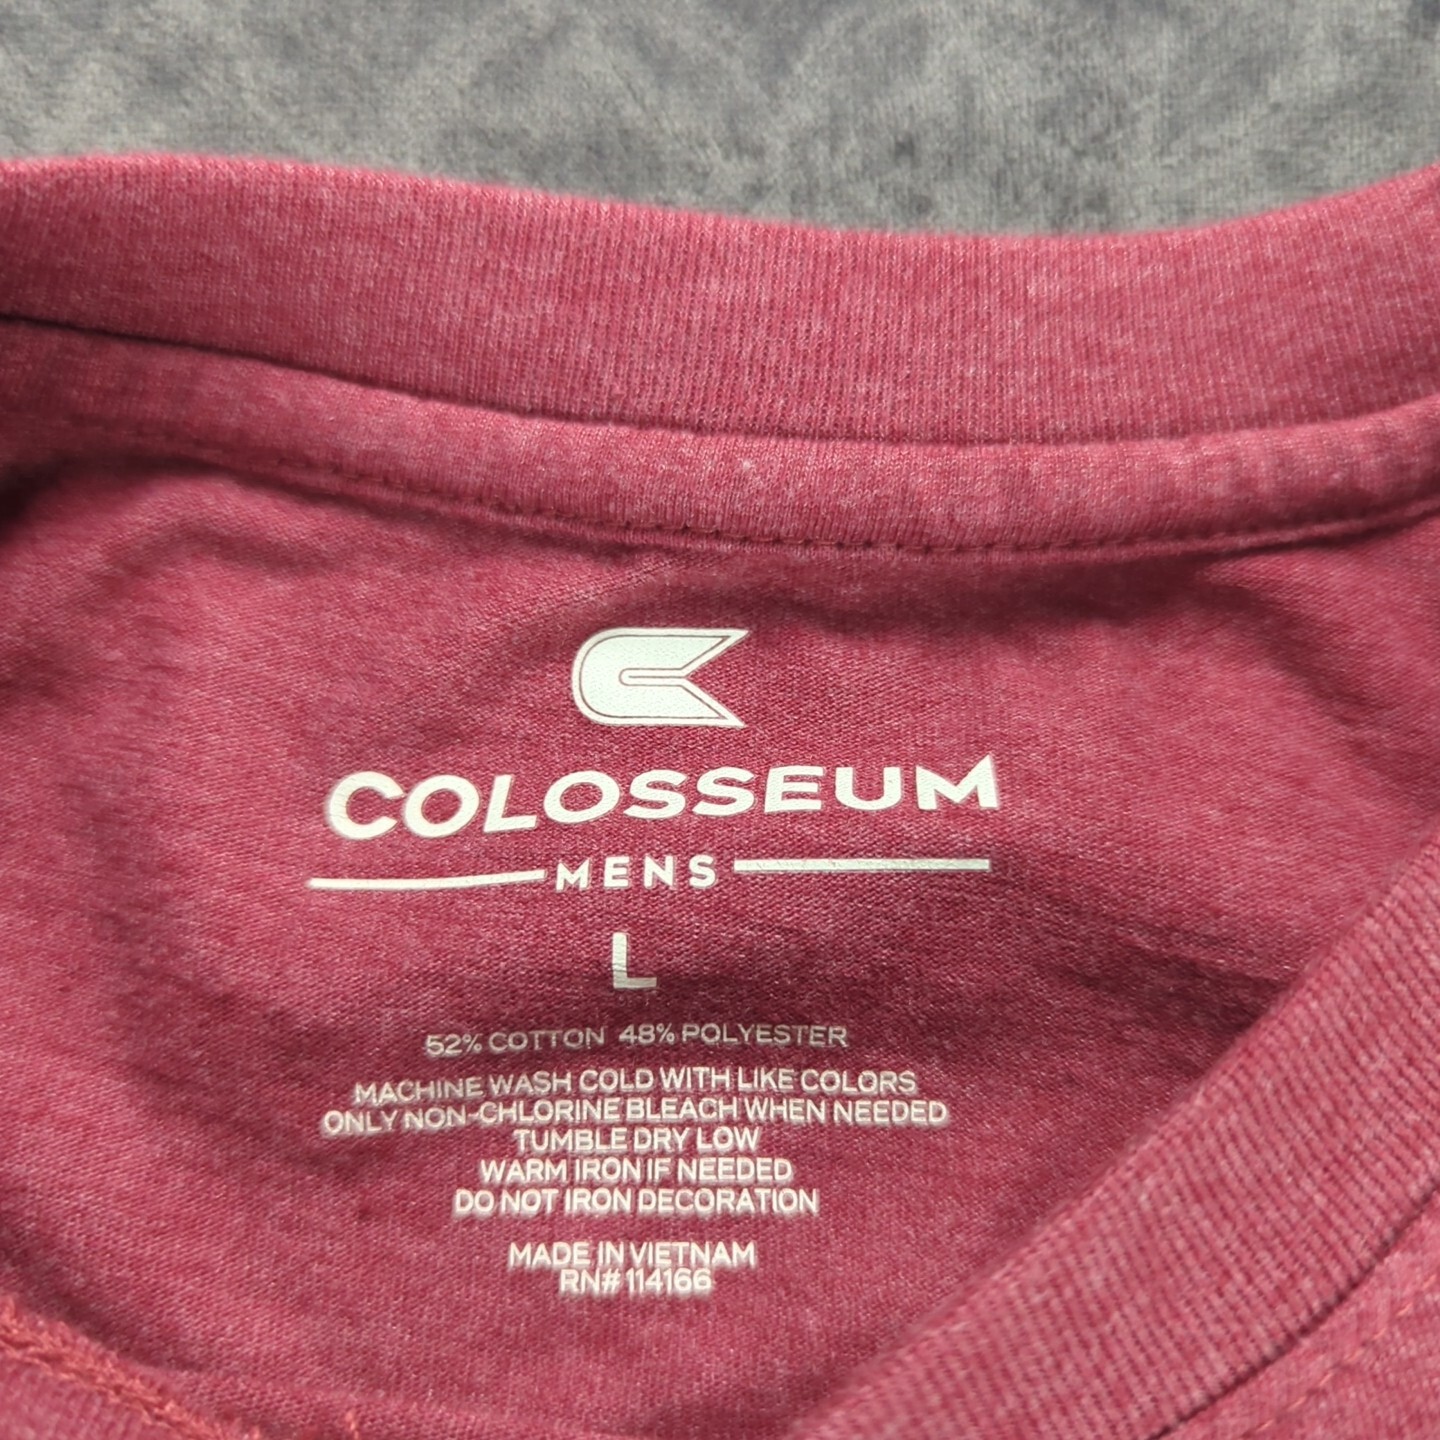 COLOSSEUM
MENS
L
52% COTTON 48% POLYESTER
MACHINE WASH COLD WITH LIKE COLORS
ONLY NON-CHLORINE BLEACH WHEN NEEDED
TUMBLE DRY LOW
WARM IRON IF NEEDED
DO NOT IRON DECORATION
MADE IN VIETNAM
RN# 114166